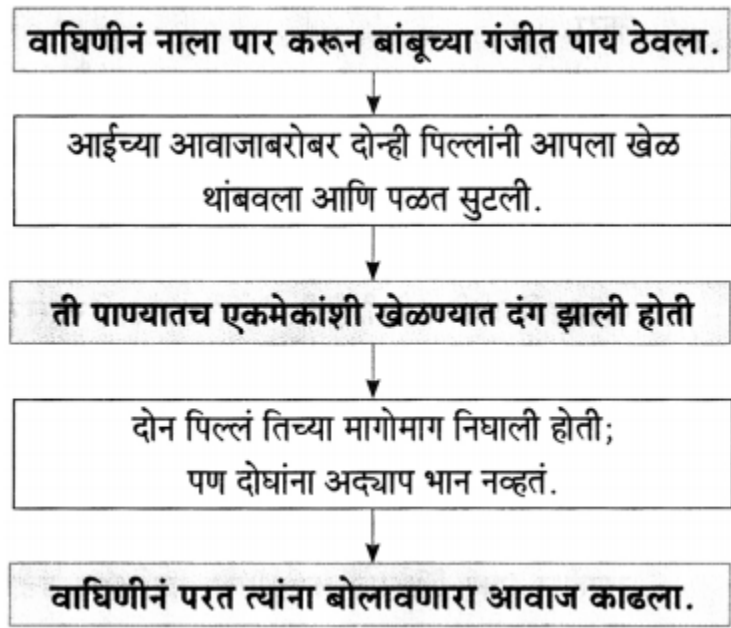 वाघिणीनं नाला पार करून बांबूच्या गंजीत पाय ठेवला.
आईच्या आवाजाबरोबर दोन्ही पिल्लांनी आपला खेळ
थांबवला आणि पळत सुटली.
ती पाण्यातच एकमेकांशी खेळण्यात दंग झाली होती
दोन पिल्लं तिच्या मागोमाग निघाली होती;
पण दोघांना अद्याप भान नव्हतं.
वाघिणीनं परत त्यांना बोलावणारा आवाज काढला.